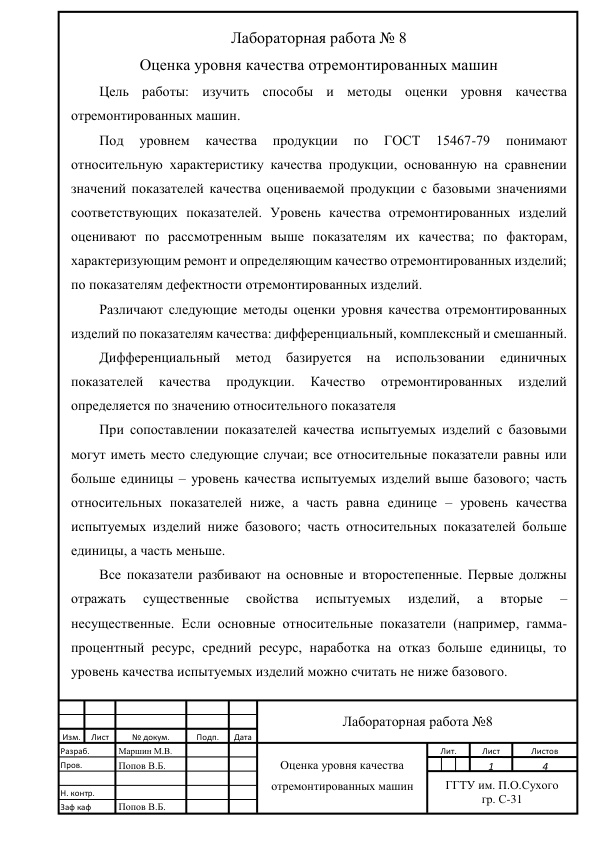 Лабораторная работа № 8
Оценка уровня качества отремонтированных машин
Цель работы: изучить способы и методы оценки уровня качества
отремонтированных машин.
Под уровнем качества продукции по ГОСТ 15467-79 понимают
относительную характеристику качества продукции, основанную на сравнении
значений показателей качества оцениваемой продукции с базовыми значениями
соответствующих показателей. Уровень качества отремонтированных изделий
оценивают по рассмотренным выше показателям их качества; по факторам,
характеризующим ремонт и определяющим качество отремонтированных изделий;
по показателям дефектности отремонтированных изделий.
Различают следующие методы оценки уровня качества отремонтированных
изделий по показателям качества: дифференциальный, комплексный и смешанный.
Дифференциальный метод базируется на использовании единичных
показателей качества продукции. Качество отремонтированных изделий
определяется по значению относительного показателя
При сопоставлении показателей качества испытуемых изделий с базовыми
могут иметь место следующие случаи; все относительные показатели равны или
больше единицы – уровень качества испытуемых изделий выше базового; часть
относительных показателей ниже, а часть равна единице – уровень качества
испытуемых изделий ниже базового; часть относительных показателей больше
единицы, а часть меньше.
Все показатели разбивают на основные и второстепенные. Первые должны
отражать существенные свойства испытуемых изделий, а вторые –
несущественные. Если основные относительные показатели (например, гамма-
процентный ресурс, средний ресурс, наработка на отказ больше единицы, то
уровень качества испытуемых изделий можно считать не ниже базового.
Лабораторная работа №8
Изм. Лист № докум. Подп. Дата
Разраб. Маршин М.В.
Пров. Попов В.Б.
Н. контр.
Заф каф Попов В.Б.
Оценка уровня качества
отремонтированных машин
Лит. Лист Листов
1 4
ГГТУ им. П.О.Сухого
гр. С-31